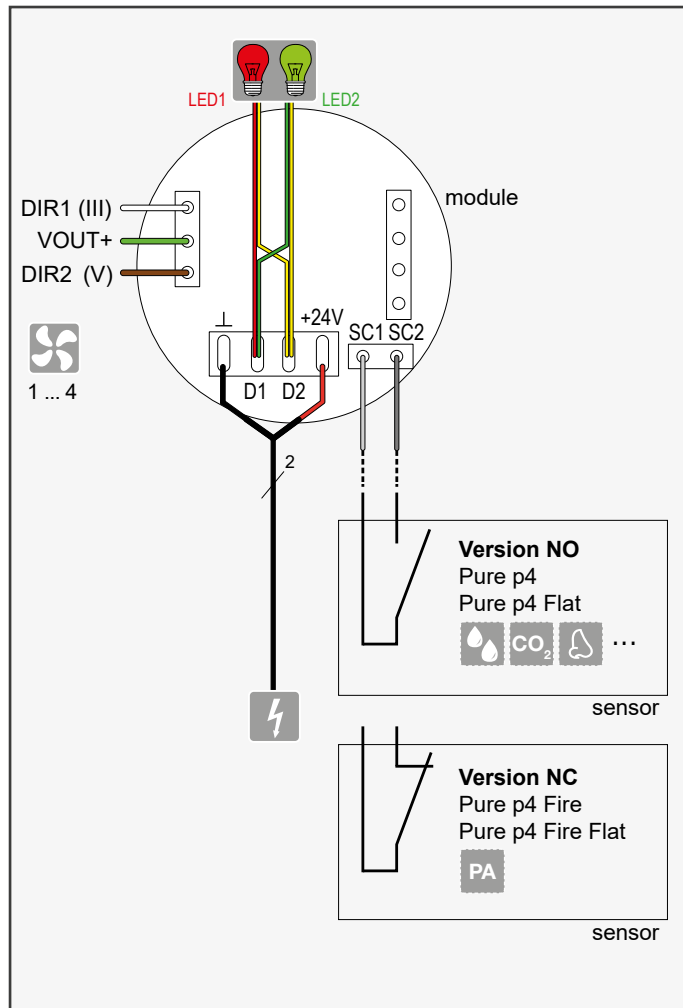 LED1 LED2
module
DIR1 (III)
VOUT+
DIR2 (V)
1 ... 4
⊥ +24V
SC1 SC2
D1 D2
2
Version NO
Pure p4
Pure p4 Flat
CO₂ ...
sensor
Version NC
Pure p4 Fire
Pure p4 Fire Flat
PA
sensor